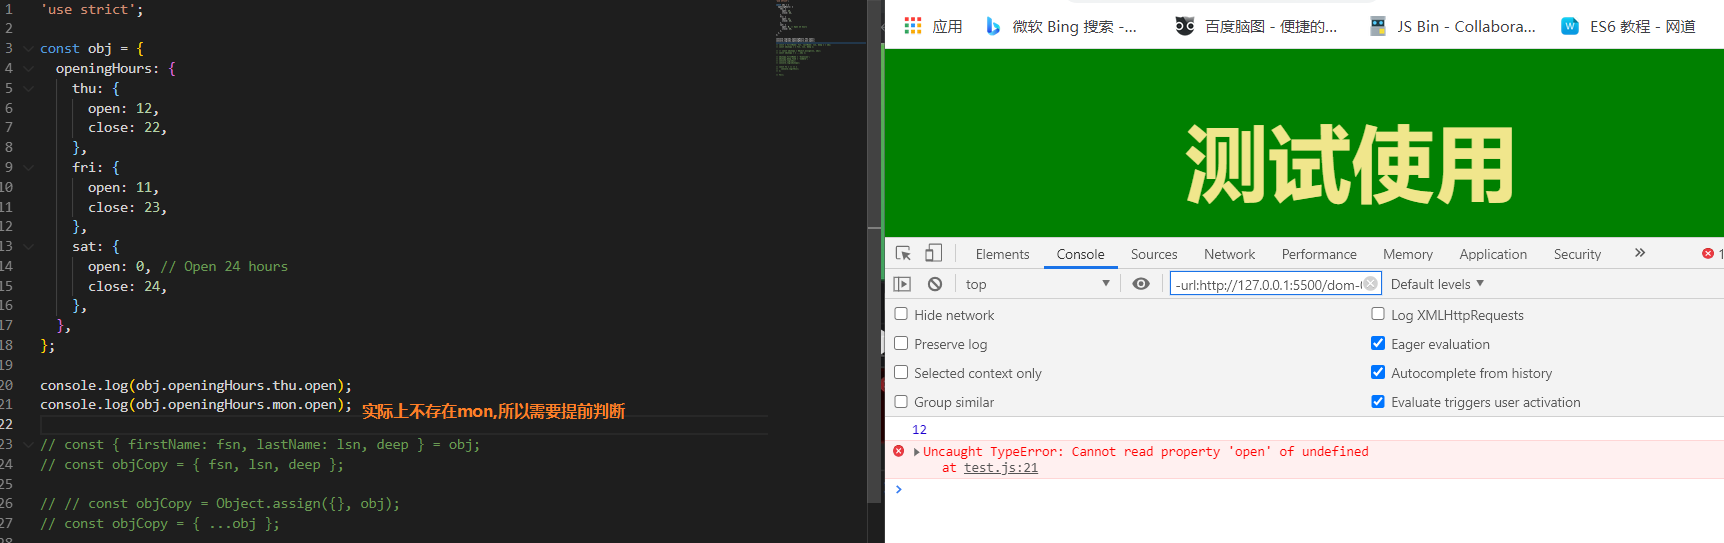 1 'use strict';
2
3 const obj = {
4 openingHours: {
5 thu: {
6 open: 12,
7 close: 22,
8 },
9 fri: {
10 open: 11,
11 close: 23,
12 },
13 sat: {
14 open: 0, // Open 24 hours
15 close: 24,
16 },
17 },
18 };
19
20 console.log(obj.openingHours.thu.open);
21 console.log(obj.openingHours.mon.open); 实际上不存在mon,所以需要提前判断
22
23 // const { firstName: fsn, lastName: lsn, deep } = obj;
24 // const objCopy = { fsn, lsn, deep };
25
26 // // const objCopy = Object.assign({}, obj);
27 // const objCopy = { ...obj };
28
应用 微软 Bing 搜索 -... 百度脑图 - 便捷的... JS Bin - Collabora... ES6 教程 - 网道
测试使用
Elements Console Sources Network Performance Memory Application Security » 1
top -url:http://127.0.0.1:5500/dom- Default levels
Hide network Log XMLHttpRequests
Preserve log Eager evaluation
Selected context only Autocomplete from history
Group similar Evaluate triggers user activation
12
Uncaught TypeError: Cannot read property 'open' of undefined
at test.js:21